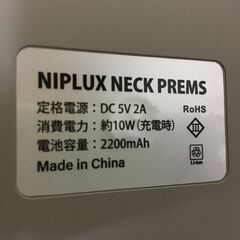 NIPLUX NECK PREMS
定格電源：DC 5V 2A
RoHS
消費電力：約10W（充電時）
電池容量：2200mAh
Made in China
Li-ion